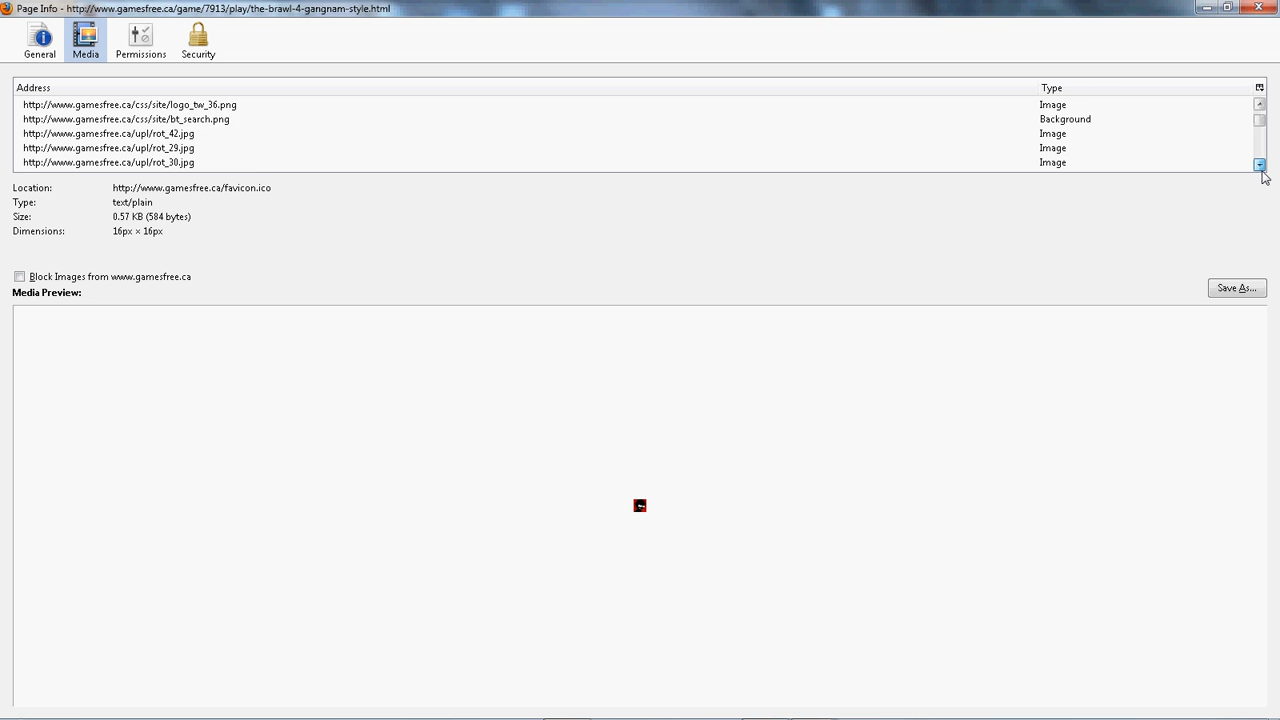 Page Info - http://www.gamesfree.ca/game/7913/play/the-brawl-4-gangnam-style.html
General Media Permissions Security
Address Type
http://www.gamesfree.ca/css/site/logo_tw_36.png Image
http://www.gamesfree.ca/css/site/bt_search.png Background
http://www.gamesfree.ca/upl/rot_42.jpg Image
http://www.gamesfree.ca/upl/rot_29.jpg Image
http://www.gamesfree.ca/upl/rot_30.jpg Image
Location: http://www.gamesfree.ca/favicon.ico
Type: text/plain
Size: 0.57 KB (584 bytes)
Dimensions: 16px × 16px
Block Images from www.gamesfree.ca
Media Preview:
Save As...